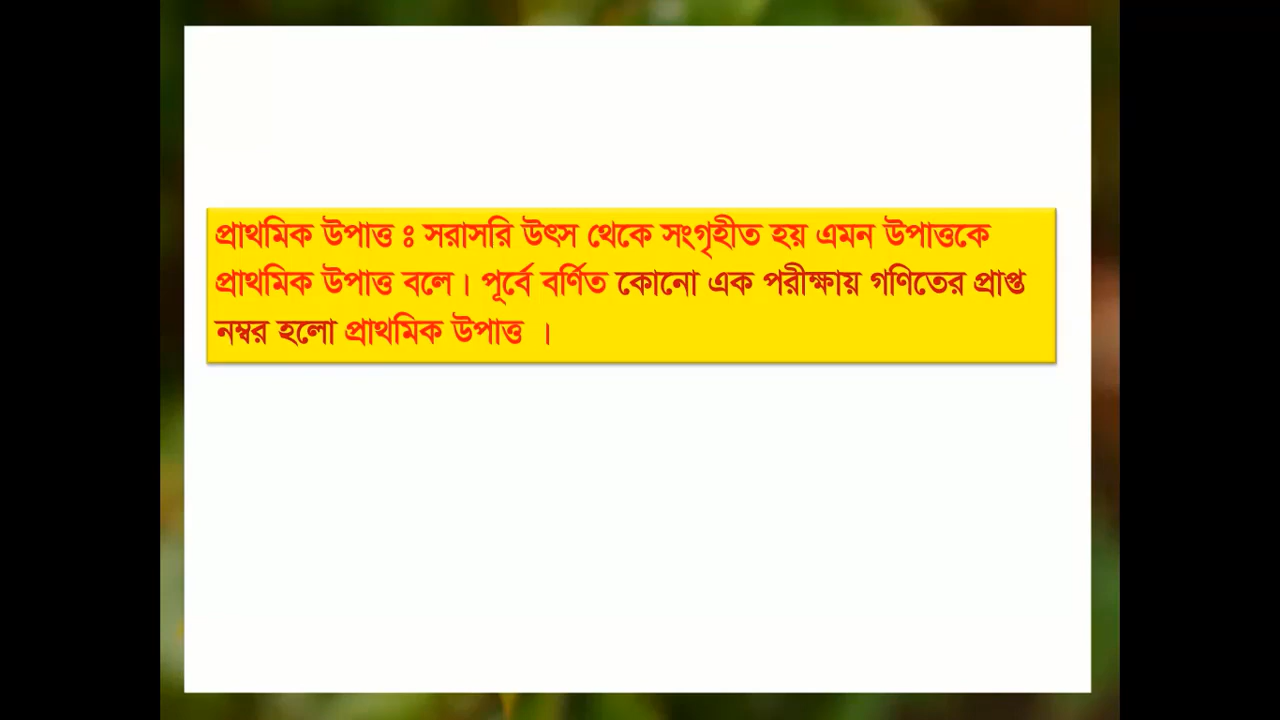 প্রাথমিক উপাত্ত ঃ সরাসরি উৎস থেকে সংগৃহীত হয় এমন উপাত্তকে
প্রাথমিক উপাত্ত বলে। পূর্বে বর্ণিত কোনো এক পরীক্ষায় গণিতের প্রাপ্ত
নম্বর হলো প্রাথমিক উপাত্ত ।